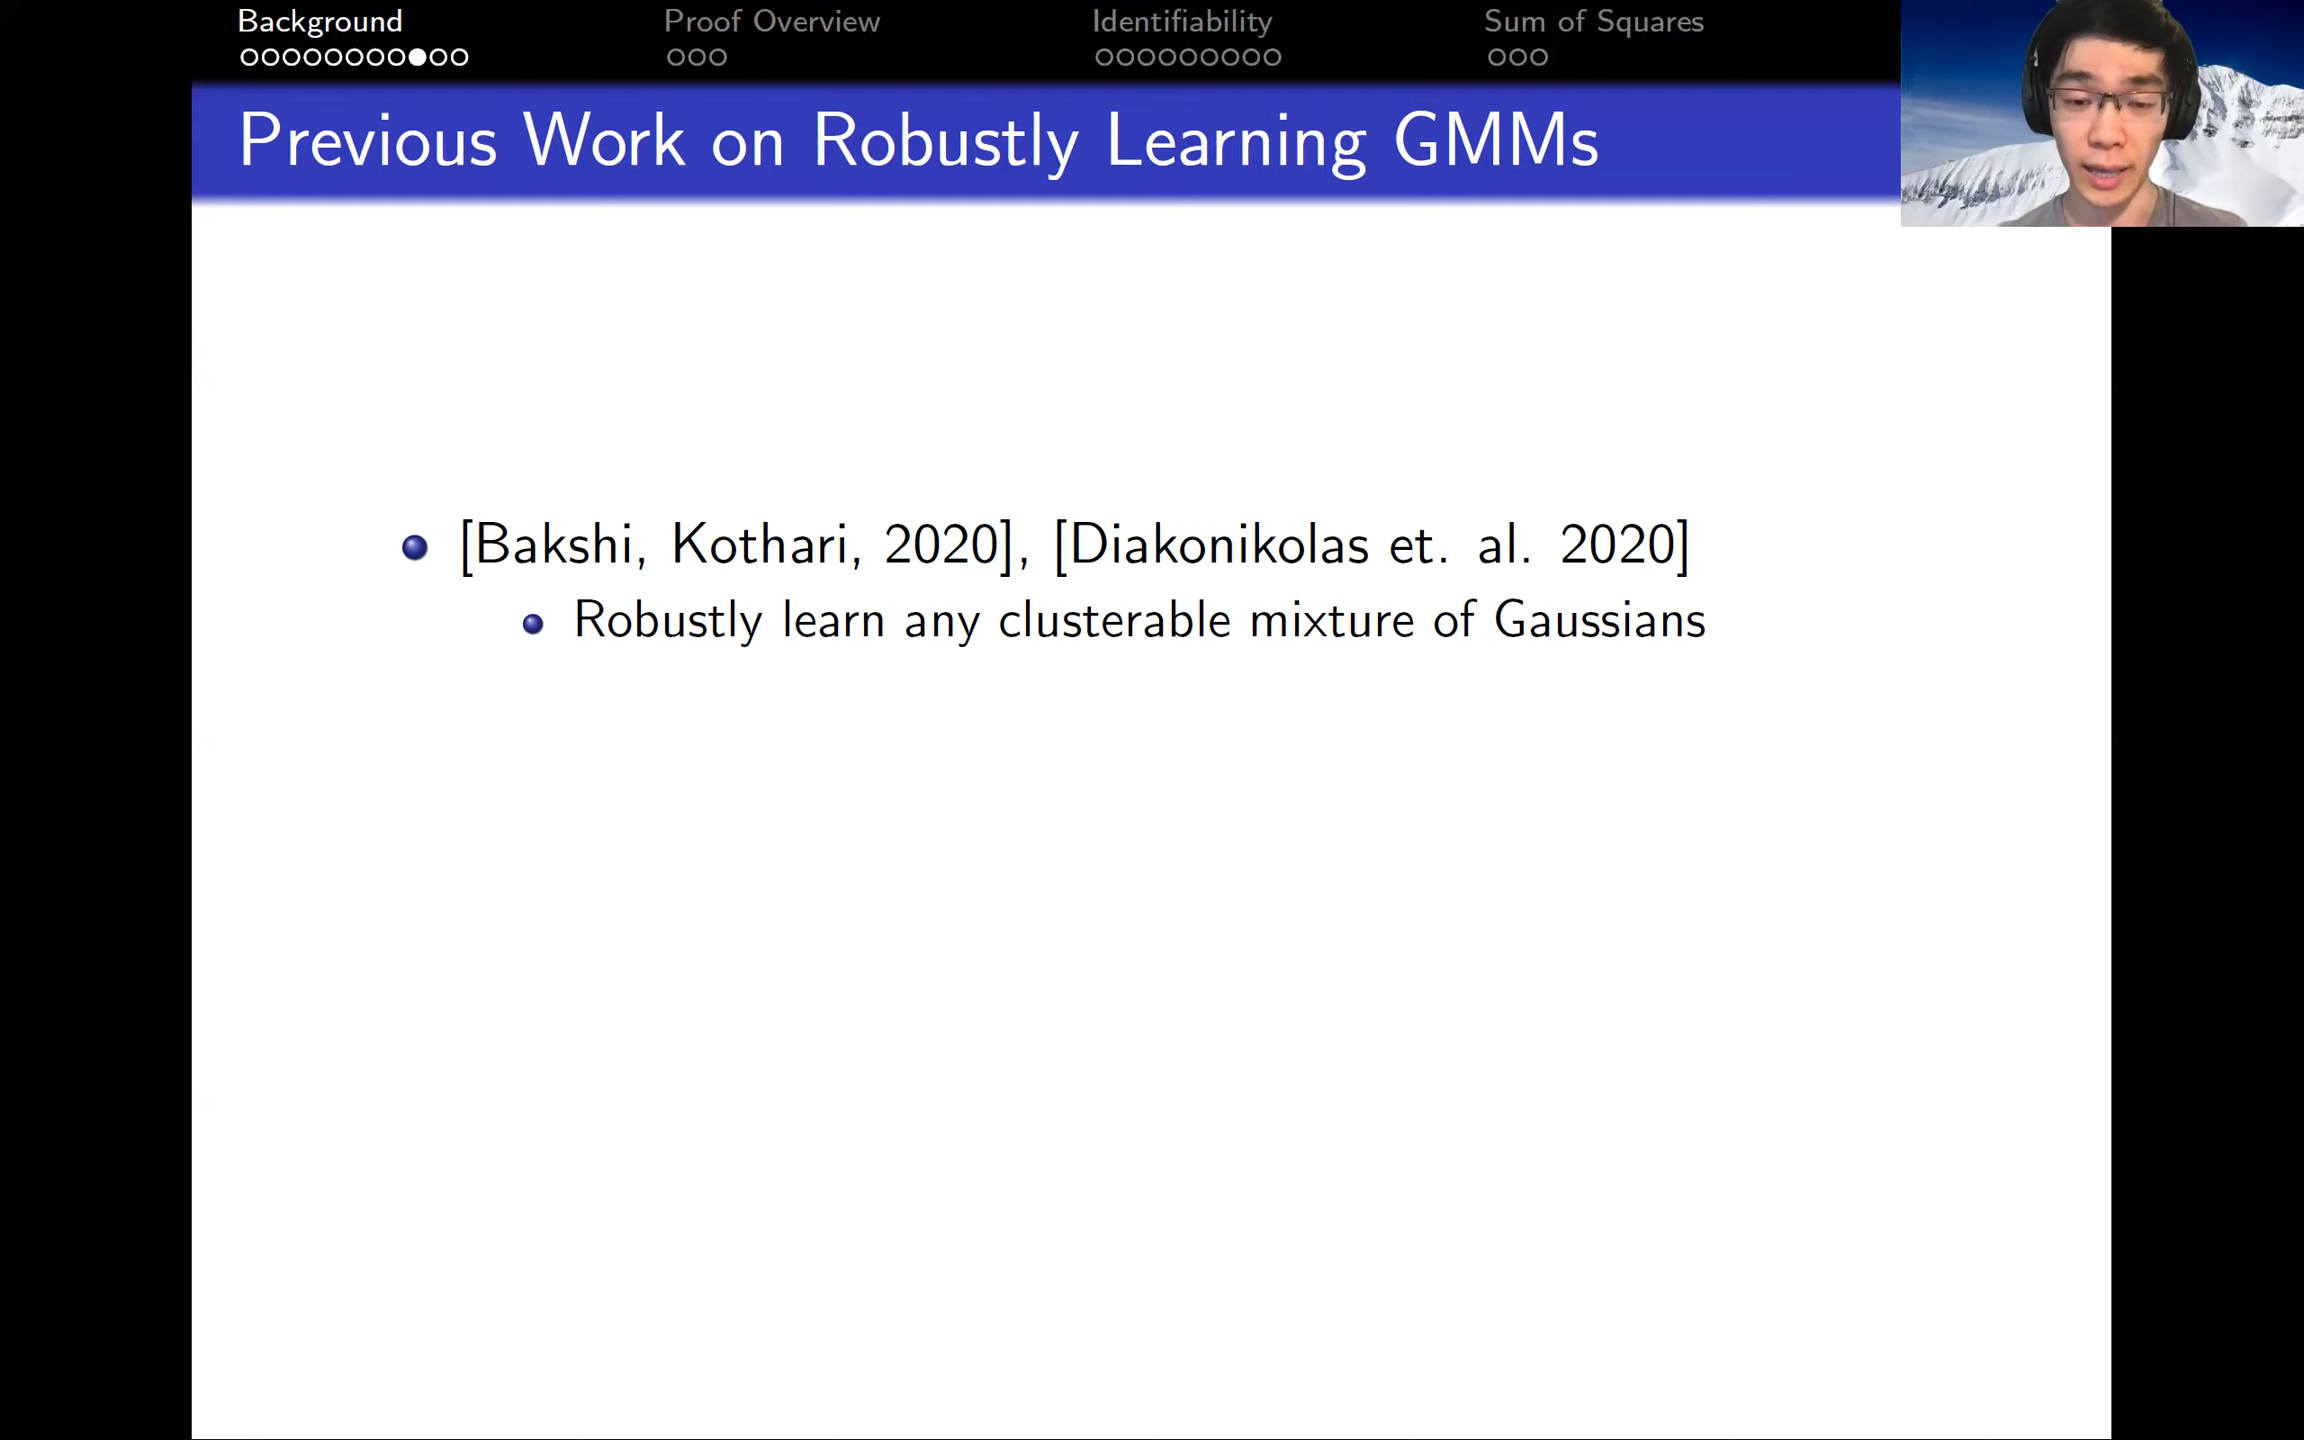 Background
Proof Overview
Identifiability
Sum of Squares
Previous Work on Robustly Learning GMMs
[Bakshi, Kothari, 2020], [Diakonikolas et. al. 2020]
Robustly learn any clusterable mixture of Gaussians